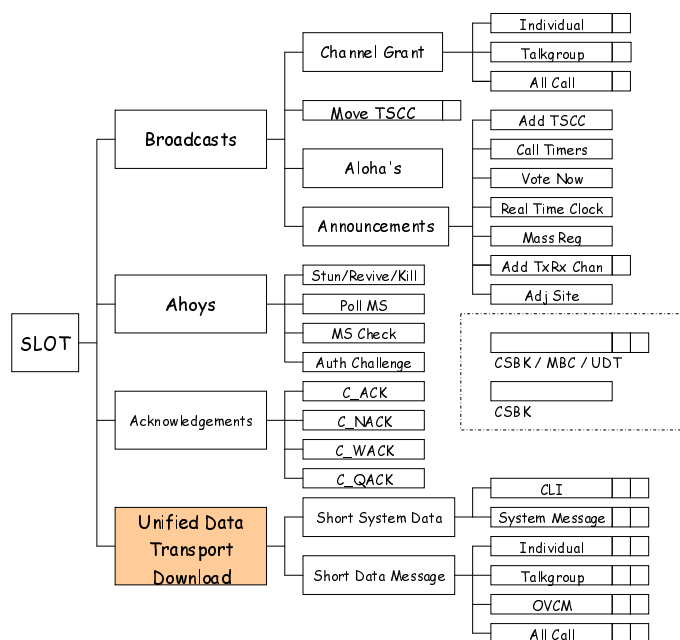 Individual
Channel Grant
Talkgroup
All Call
Move TSCC
Broadcasts
Add TSCC
Call Timers
Aloha's
Vote Now
Real Time Clock
Announcements
Mass Reg
Add TxRx Chan
Adj Site
Stun/Revive/Kill
Ahoys
Poll MS
MS Check
Auth Challenge
SLOT
CSBK / MBC / UDT
CSBK
C_ACK
Acknowledgements
C_NACK
C_WACK
C_QACK
Unified Data
Transport
Download
Short System Data
CLI
System Message
Short Data Message
Individual
Talkgroup
OVCM
All Call